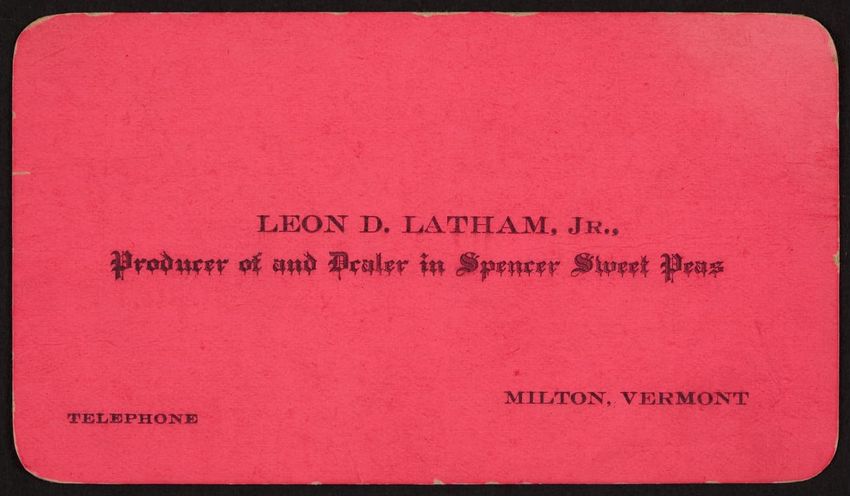 LEON D. LATHAM, JR.,
Producer of and Dealer in Spencer Sweet Peas
MILTON, VERMONT
TELEPHONE